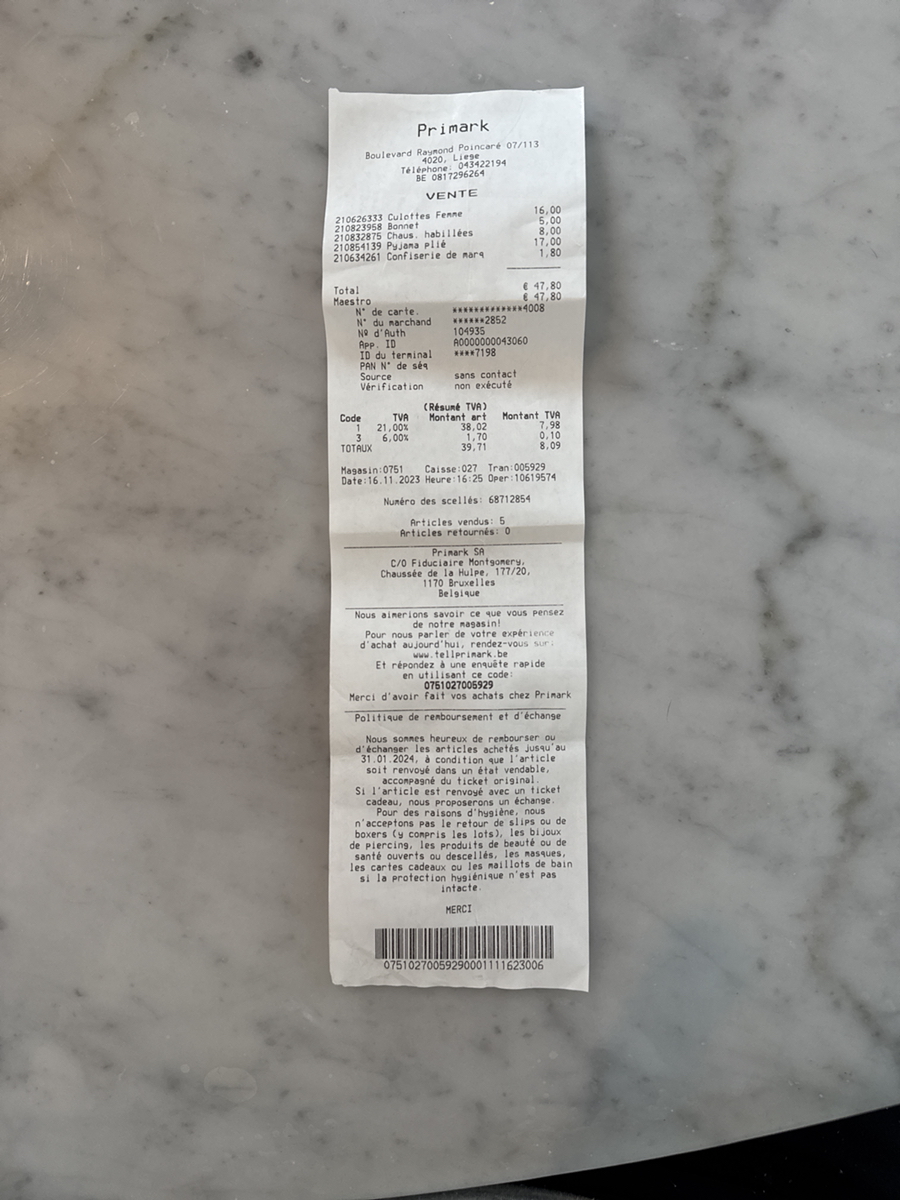 Primark
Boulevard Raymond Poincaré 07/113
4020, Liege
Téléphone: 043422194
BE 0817296264
VENTE
210626333 Culottes Femme 16,00
210823958 Bonnet 5,00
210832875 Chaus. habillées 8,00
210854139 Pyjama plié 17,00
210634261 Confiserie de marq 1,80
Total € 47,80
Maestro € 47,80
N° de carte. *************4008
N° du marchand ******2852
Nº d'Auth 104935
App. ID A0000000043060
ID du terminal ****7198
PAN N° de séq
Source sans contact
Vérification non exécuté
(Résumé TVA)
Code TVA Montant art Montant TVA
1 21,00% 38,02 7,98
3 6,00% 1,70 0,10
TOTAUX 39,71 8,09
Magasin:0751 Caisse:027 Tran:005929
Date:16.11.2023 Heure:16:25 Oper:10619574
Numéro des scellés: 68712854
Articles vendus: 5
Articles retournés: 0
Primark SA
C/O Fiduciaire Montgomery,
Chaussée de la Hulpe, 177/20,
1170 Bruxelles
Belgique
Nous aimerions savoir ce que vous pensez
de notre magasin!
Pour nous parler de votre expérience
d'achat aujourd'hui, rendez-vous sur:
www.tellprimark.be
Et répondez à une enquête rapide
en utilisant ce code:
0751027005929
Merci d'avoir fait vos achats chez Primark
Politique de remboursement et d'échange
Nous sommes heureux de rembourser ou
d'échanger les articles achetés jusqu'au
31.01.2024, à condition que l'article
soit renvoyé dans un état vendable,
accompagné du ticket original.
Si l'article est renvoyé avec un ticket
cadeau, nous proposerons un échange.
Pour des raisons d'hygiène, nous
n'acceptons pas le retour de slips ou de
boxers (y compris les lots), les bijoux
de piercing, les produits de beauté ou de
santé ouverts ou descellés, les masques,
les cartes cadeaux ou les maillots de bain
si la protection hygiénique n'est pas
intacte.
MERCI
07510270059290001111623006